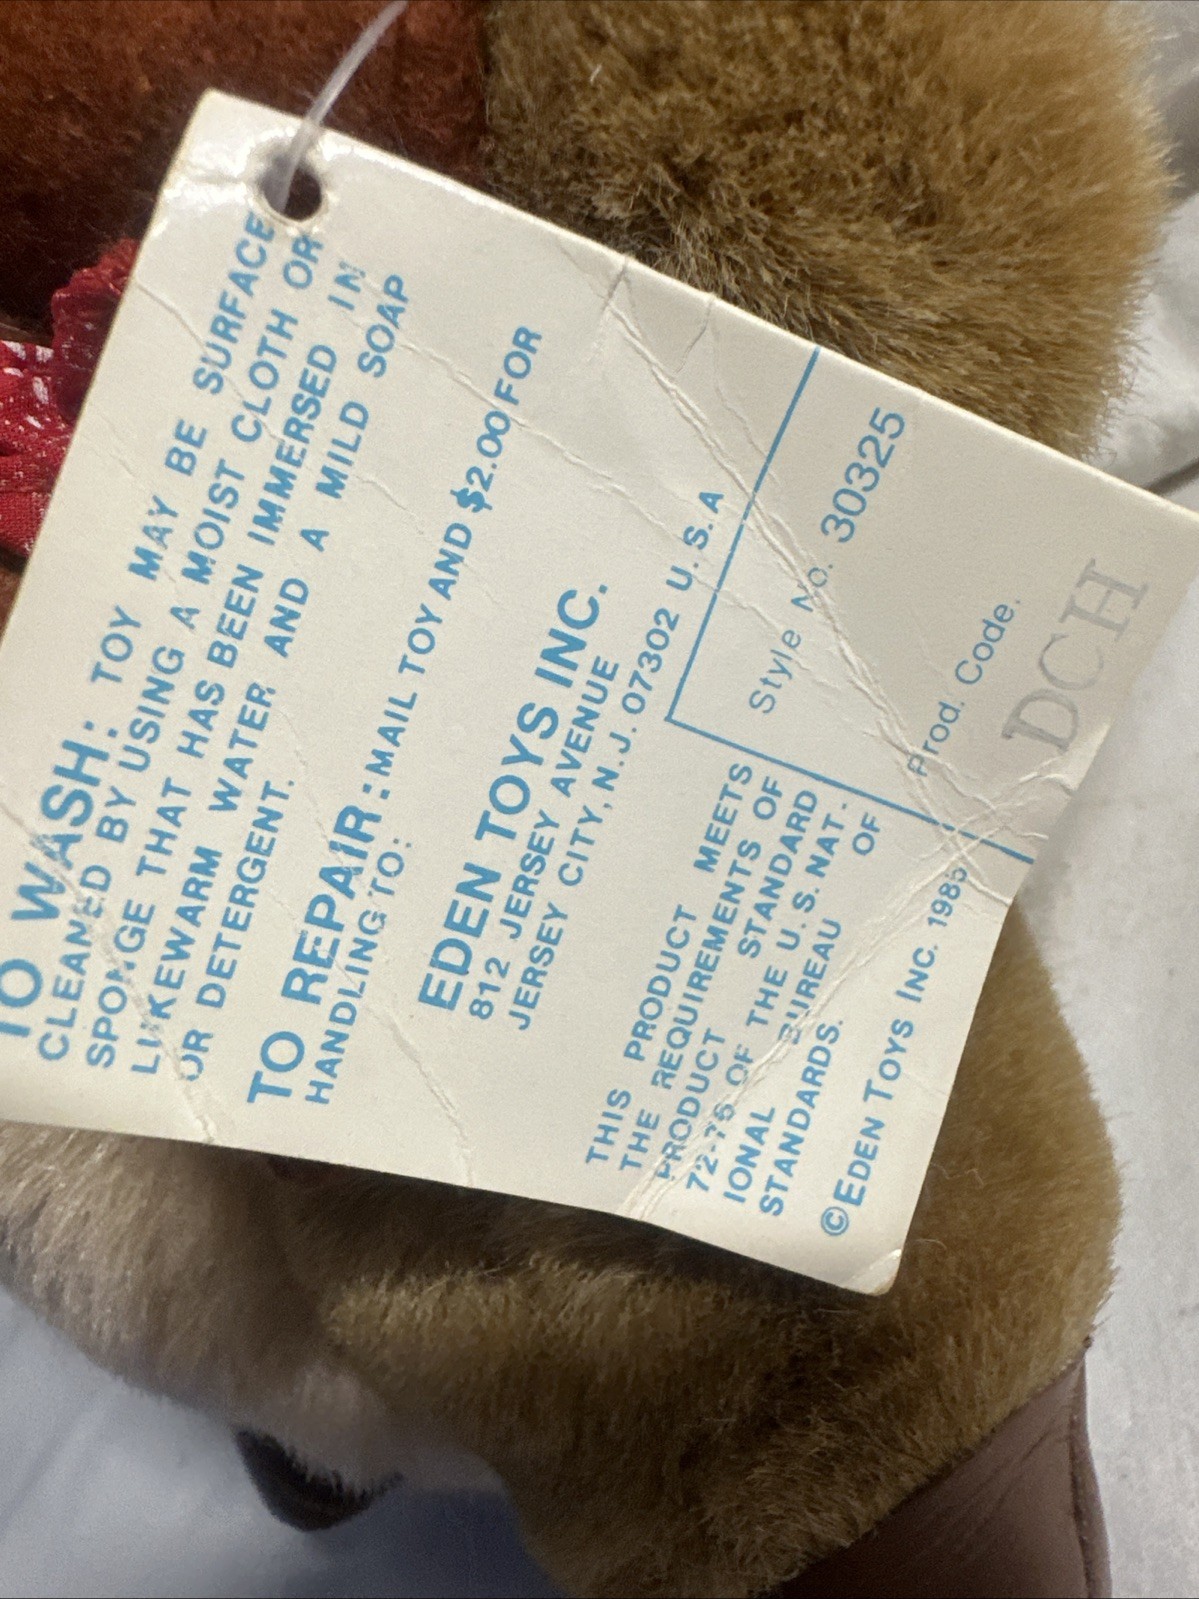 TO WASH: TOY MAY BE SURFACE
CLEANED BY USING A MOIST CLOTH OR
SPONGE THAT HAS BEEN IMMERSED IN
LUKEWARM WATER AND A MILD SOAP
OR DETERGENT.
TO REPAIR: MAIL TOY AND $2.00 FOR
HANDLING TO:
EDEN TOYS INC.
812 JERSEY AVENUE
JERSEY CITY, N.J. 07302 U.S.A
THIS PRODUCT MEETS
THE REQUIREMENTS OF
PRODUCT STANDARD
72-75 OF THE U.S. NAT-
IONAL BUREAU OF
STANDARDS.
©EDEN TOYS INC. 1985
Style No. 30325
Prod. Code.
DCH